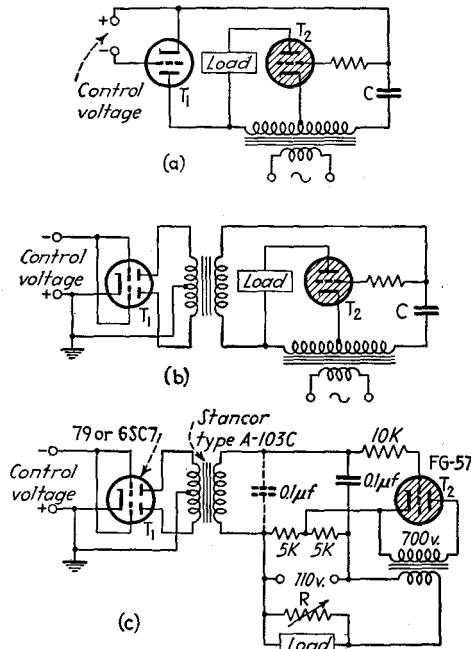 +
-
Control
voltage
T1
Load
T2
C
~
(a)
-
Control
voltage
+
T1
Load
T2
C
~
(b)
79 or 6SC7
Stancor
type A-103C
-
Control
voltage
+
T1
0.1μf
5K 5K
0.1μf
10K
FG-57
T2
700v.
110v.
R
Load
(c)